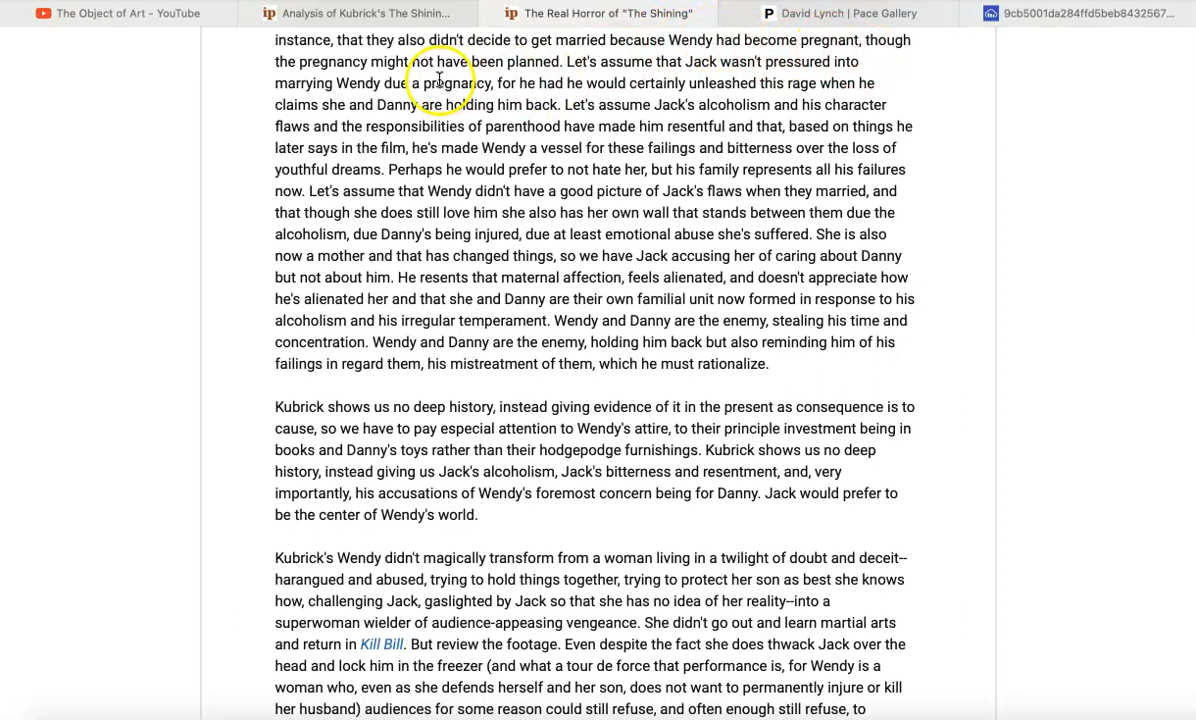 The Object of Art - YouTube
ip Analysis of Kubrick's The Shinin...
ip The Real Horror of "The Shining"
P David Lynch | Pace Gallery
9cb5001da284ffd5beb8432567...
instance, that they also didn't decide to get married because Wendy had become pregnant, though
the pregnancy might not have been planned. Let's assume that Jack wasn't pressured into
marrying Wendy due a pregnancy, for he had he would certainly unleashed this rage when he
claims she and Danny are holding him back. Let's assume Jack's alcoholism and his character
flaws and the responsibilities of parenthood have made him resentful and that, based on things he
later says in the film, he's made Wendy a vessel for these failings and bitterness over the loss of
youthful dreams. Perhaps he would prefer to not hate her, but his family represents all his failures
now. Let's assume that Wendy didn't have a good picture of Jack's flaws when they married, and
that though she does still love him she also has her own wall that stands between them due the
alcoholism, due Danny's being injured, due at least emotional abuse she's suffered. She is also
now a mother and that has changed things, so we have Jack accusing her of caring about Danny
but not about him. He resents that maternal affection, feels alienated, and doesn't appreciate how
he's alienated her and that she and Danny are their own familial unit now formed in response to his
alcoholism and his irregular temperament. Wendy and Danny are the enemy, stealing his time and
concentration. Wendy and Danny are the enemy, holding him back but also reminding him of his
failings in regard them, his mistreatment of them, which he must rationalize.
Kubrick shows us no deep history, instead giving evidence of it in the present as consequence is to
cause, so we have to pay especial attention to Wendy's attire, to their principle investment being in
books and Danny's toys rather than their hodgepodge furnishings. Kubrick shows us no deep
history, instead giving us Jack's alcoholism, Jack's bitterness and resentment, and, very
importantly, his accusations of Wendy's foremost concern being for Danny. Jack would prefer to
be the center of Wendy's world.
Kubrick's Wendy didn't magically transform from a woman living in a twilight of doubt and deceit--
harangued and abused, trying to hold things together, trying to protect her son as best she knows
how, challenging Jack, gaslighted by Jack so that she has no idea of her reality--into a
superwoman wielder of audience-appeasing vengeance. She didn't go out and learn martial arts
and return in Kill Bill. But review the footage. Even despite the fact she does thwack Jack over the
head and lock him in the freezer (and what a tour de force that performance is, for Wendy is a
woman who, even as she defends herself and her son, does not want to permanently injure or kill
her husband) audiences for some reason could still refuse, and often enough still refuse, to